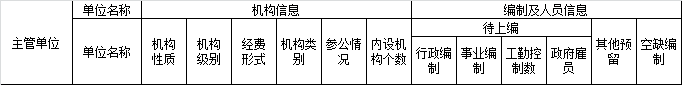 单位名称 机构信息 编制及人员信息
主管单位 单位名称 机构性质 机构级别 经费形式 机构类别 参公情况 内设机构个数 待上编 其他预留 空缺编制
行政编制 事业编制 工勤控制数 政府雇员